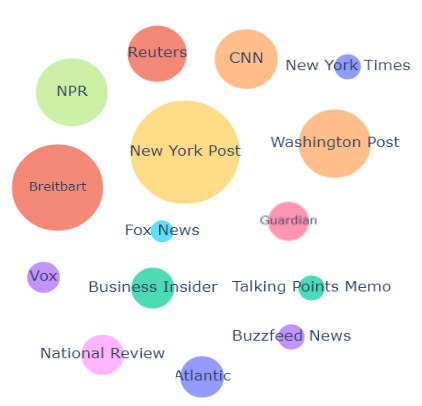 Reuters
CNN
New York Times
NPR
Washington Post
New York Post
Breitbart
Guardian
Fox News
Vox
Business Insider
Talking Points Memo
Buzzfeed News
National Review
Atlantic